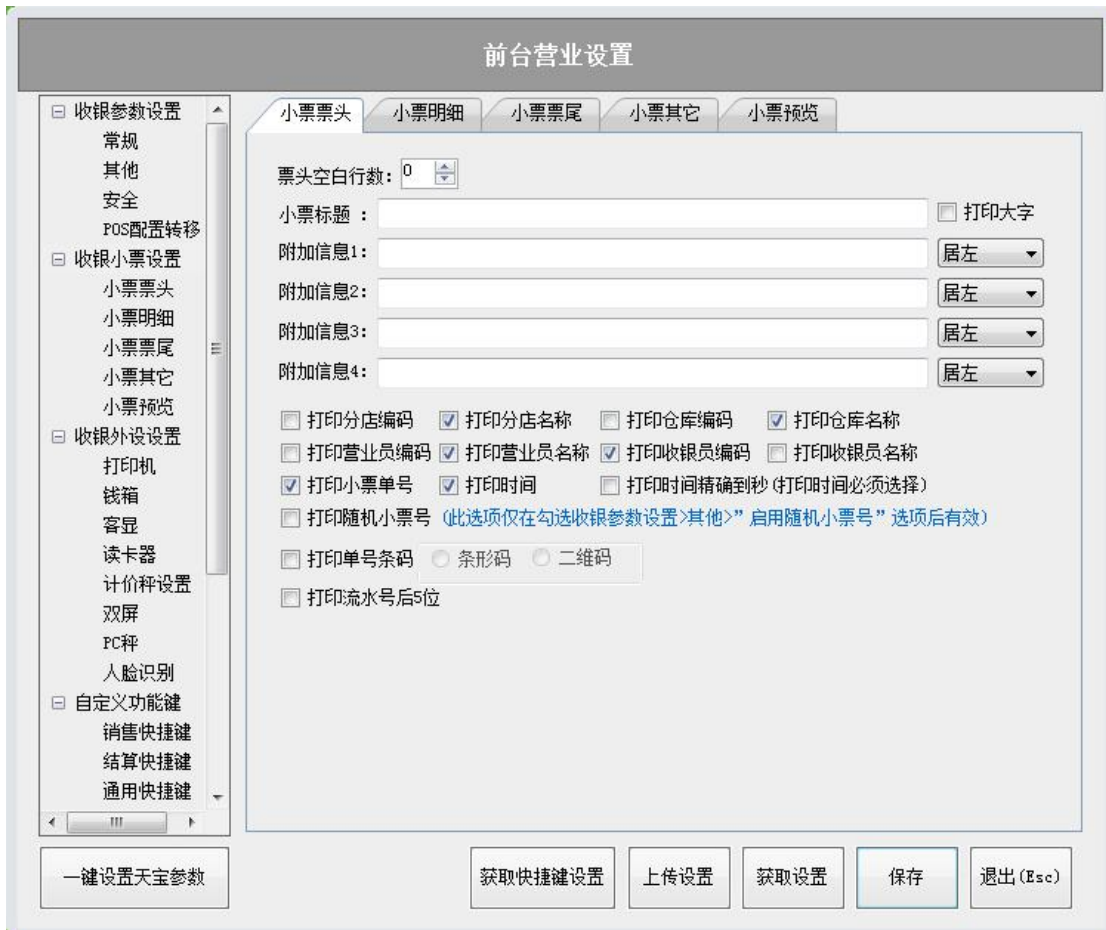 前台营业设置
收银参数设置
常规
其他
安全
POS配置转移
收银小票设置
小票票头
小票明细
小票票尾
小票其它
小票预览
收银外设设置
打印机
钱箱
客显
读卡器
计价秤设置
双屏
PC秤
人脸识别
自定义功能键
销售快捷键
结算快捷键
通用快捷键
小票票头 小票明细 小票票尾 小票其它 小票预览
票头空白行数: 0
小票标题 : 打印大字
附加信息1: 居左
附加信息2: 居左
附加信息3: 居左
附加信息4: 居左
打印分店编码 打印分店名称 打印仓库编码 打印仓库名称
打印营业员编码 打印营业员名称 打印收银员编码 打印收银员名称
打印小票单号 打印时间 打印时间精确到秒(打印时间必须选择)
打印随机小票号 (此选项仅在勾选收银参数设置>其他>"启用随机小票号"选项后有效)
打印单号条码 条形码 二维码
打印流水号后5位
一键设置天宝参数 获取快捷键设置 上传设置 获取设置 保存 退出(Esc)